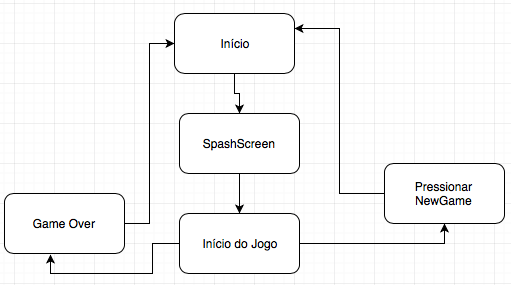 Início
SpashScreen
Pressionar
NewGame
Game Over
Início do Jogo